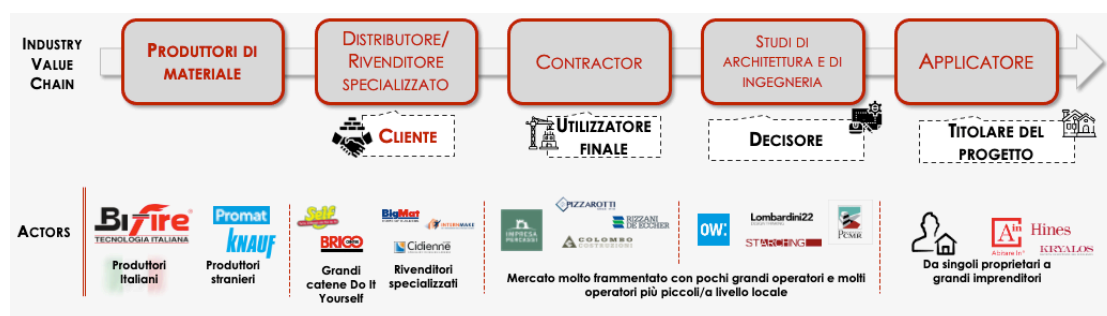 INDUSTRY
VALUE
CHAIN
PRODUTTORI DI
MATERIALE
DISTRIBUTORE/
RIVENDITORE
SPECIALIZZATO
CONTRACTOR
STUDI DI
ARCHITETTURA E DI
INGEGNERIA
APPLICATORE
CLIENTE
UTILIZZATORE
FINALE
DECISORE
TITOLARE DEL
PROGETTO
ACTORS
BIFIRE
TECNOLOGIA ITALIANA
Produttori
Italiani
Promat
KNAUF
Produttori
stranieri
Self
BRICO
Grandi
catene Do It
Yourself
BigMat
Cidienne
Rivenditori
specializzati
IMPRESA
PERCASSI
PIZZAROTTI
RIZZANI
DE ECCHER
COLOMBO
COSTRUZIONI
Mercato molto frammentato con pochi grandi operatori e molti
operatori più piccoli/a livello locale
ow:
Lombardini22
STARCHING
PCMR
Abitare In
Hines
KRYALOS
Da singoli proprietari a
grandi imprenditori